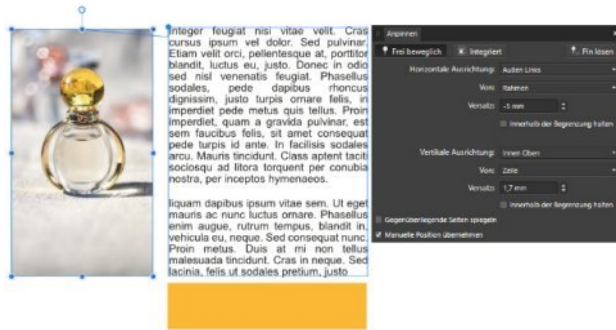 Integer feugiat nisi vitae velit. Cras
cursus ipsum vel dolor. Sed pulvinar,
Etiam velit orci, pellentesque at, porttitor
blandit, luctus eu, justo. Donec in odio
sed nisl venenatis feugiat. Phasellus
sodales, pede dapibus rhoncus
dignissim, justo turpis ornare felis, in
imperdiet pede metus quis tellus. Proin
imperdiet, quam a gravida pulvinar, est
sem faucibus felis, sit amet consequat
pede turpis id ante. In facilisis sodales
arcu. Mauris tincidunt. Class aptent taciti
sociosqu ad litora torquent per conubia
nostra, per inceptos hymenaeos.
liquam dapibus ipsum vitae sem. Ut eget
mauris ac nunc luctus ornare. Phasellus
enim augue, rutrum tempus, blandit in,
vehicula eu, neque. Sed consequat nunc.
Proin metus. Duis at mi non tellus
malesuada tincidunt. Cras in neque. Sed
lacinia, felis ut sodales pretium, justo
Anpinnen
Frei beweglich Integriert Pin lösen
Horizontale Ausrichtung: Außen Links
Von: Rahmen
Versatz: -1 mm
Innerhalb der Begrenzung halten
Vertikale Ausrichtung: Innen Oben
Von: Zeile
Versatz: 1,7 mm
Innerhalb der Begrenzung halten
Gegenüberliegende Seiten spiegeln
Manuelle Position übernehmen